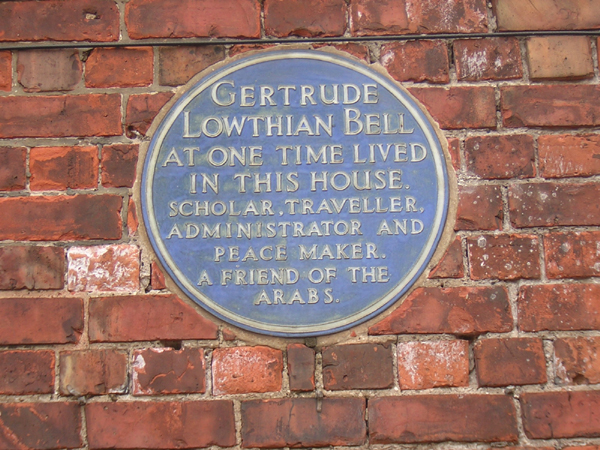 GERTRUDE
LOWTHIAN BELL
AT ONE TIME LIVED
IN THIS HOUSE.
SCHOLAR, TRAVELLER,
ADMINISTRATOR AND
PEACE MAKER.
A FRIEND OF THE
ARABS.